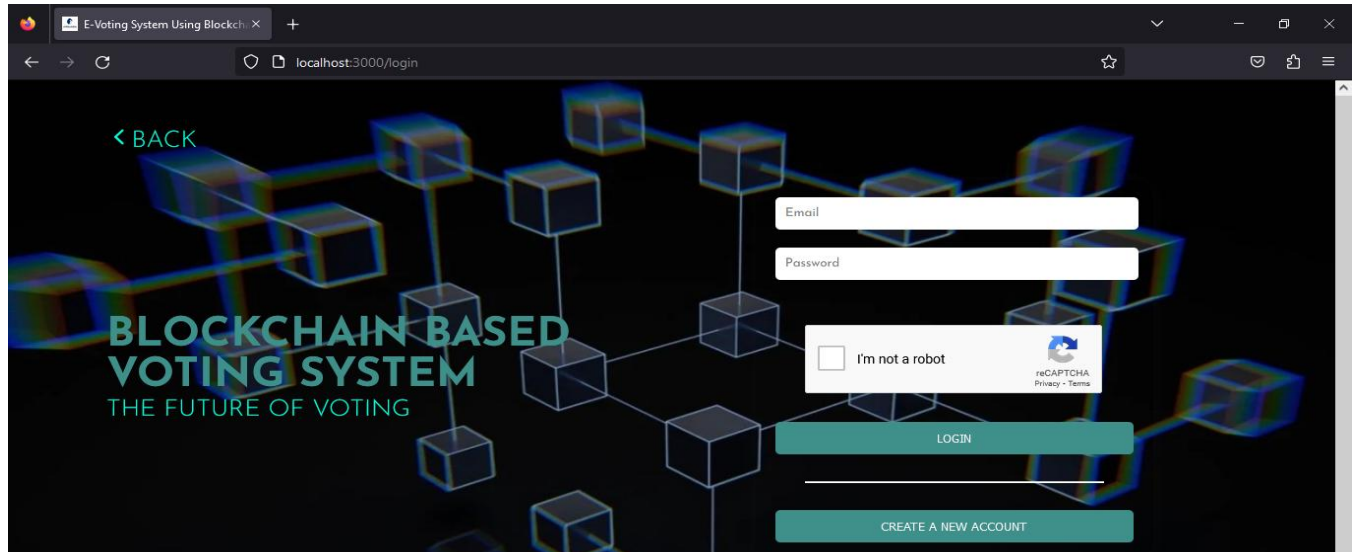 E-Voting System Using Blockch
localhost:3000/login
BACK
Email
Password
BLOCKCHAIN BASED
VOTING SYSTEM
THE FUTURE OF VOTING
I'm not a robot
reCAPTCHA
Privacy - Terms
LOGIN
CREATE A NEW ACCOUNT